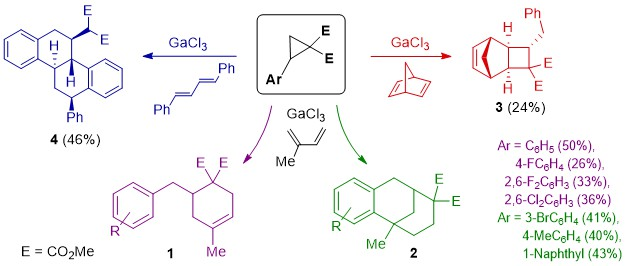 E
E
H
H
Ph
4 (46%)
GaCl3
Ph
Ph
E
E
Ar
GaCl3
GaCl3
Me
Ph
H
H
E
E
3 (24%)
E E
R
Me
1
E
E
R
Me
2
Ar = C6H5 (50%),
4-FC6H4 (26%),
2,6-F2C6H3 (33%),
2,6-Cl2C6H3 (36%)
Ar = 3-BrC6H4 (41%),
4-MeC6H4 (40%),
1-Naphthyl (43%)
E = CO2Me